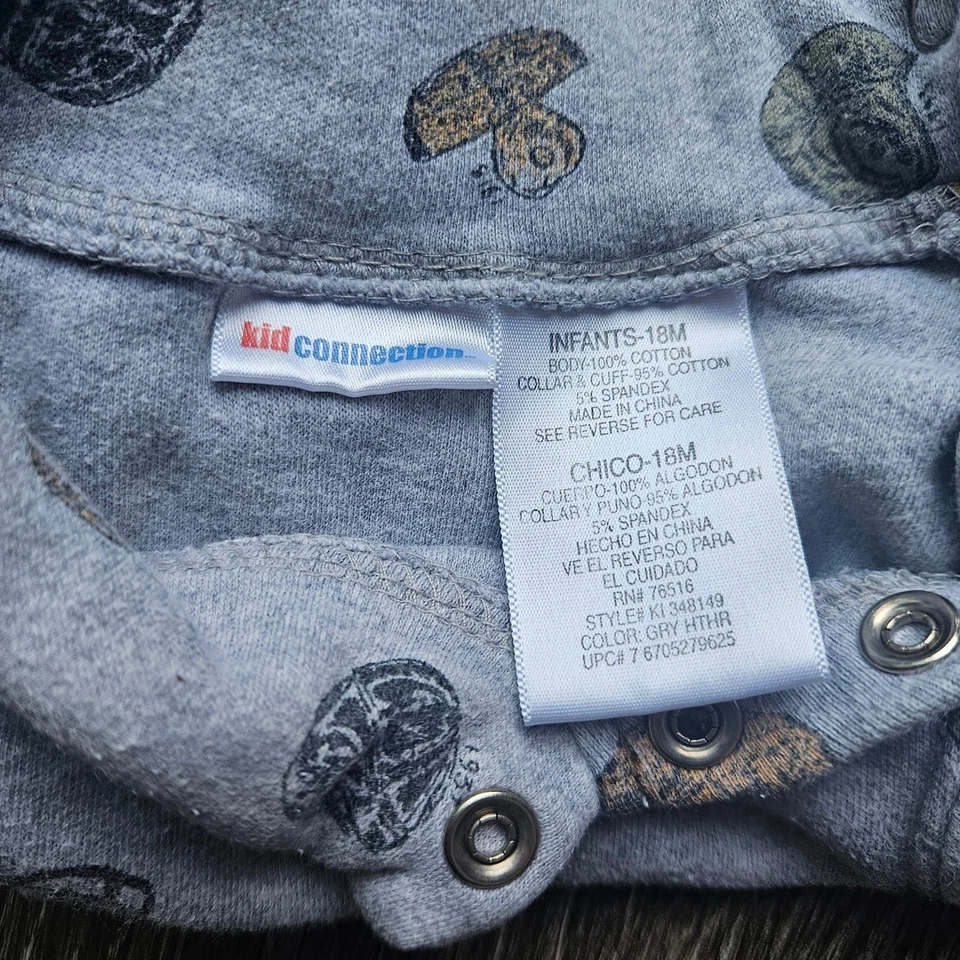 kid connection
INFANTS-18M
BODY-100% COTTON
COLLAR & CUFF-95% COTTON
5% SPANDEX
MADE IN CHINA
SEE REVERSE FOR CARE
CHICO-18M
CUERPO-100% ALGODON
COLLAR Y PUNO-95% ALGODON
5% SPANDEX
HECHO EN CHINA
VE EL REVERSO PARA
EL CUIDADO
RN# 76516
STYLE# KI 348149
COLOR: GRY HTHR
UPC# 7 6705279625